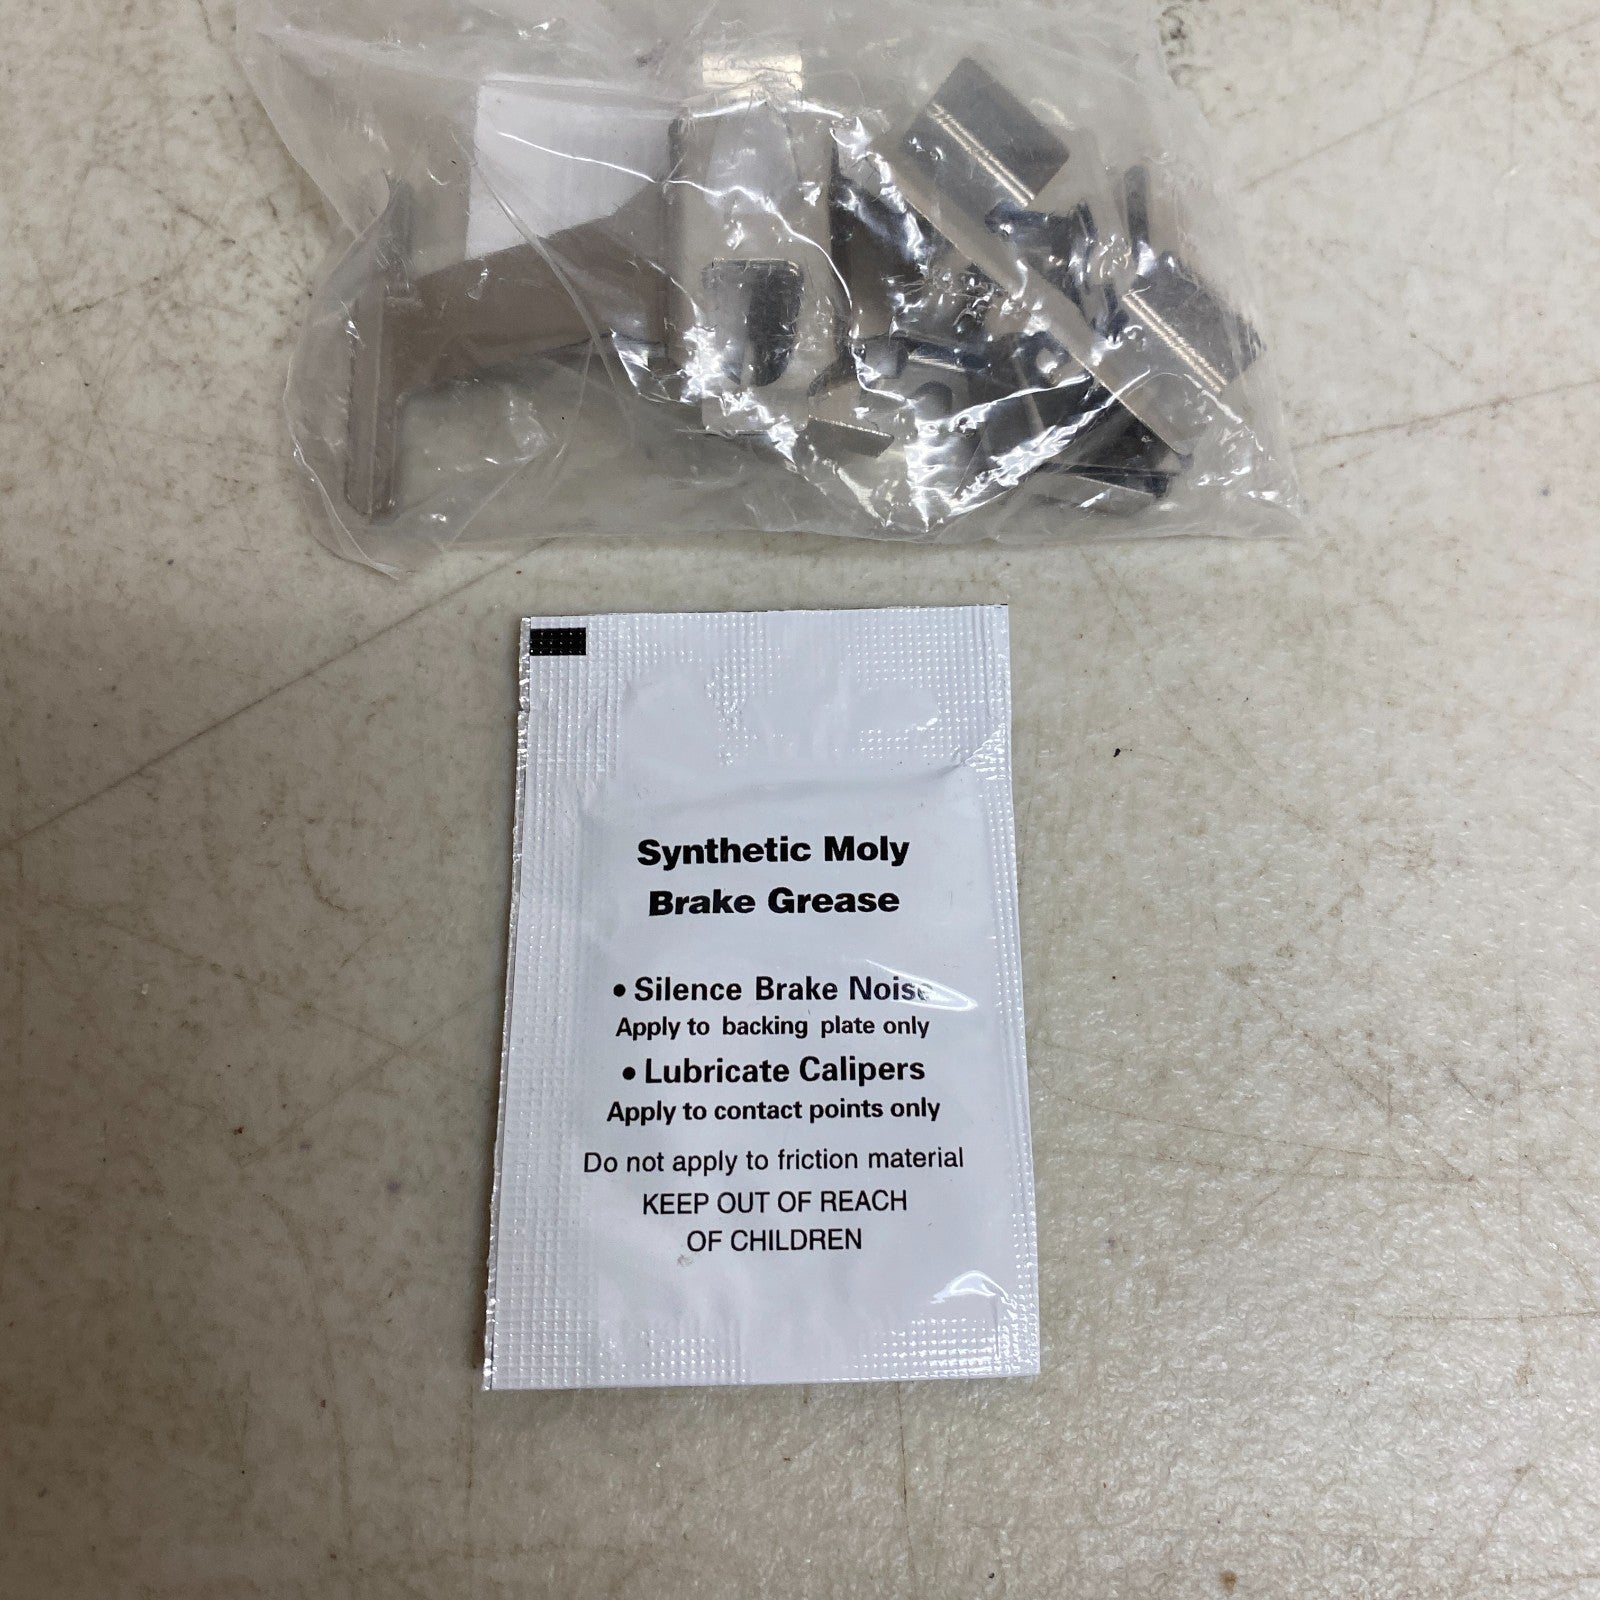 Synthetic Moly
Brake Grease
• Silence Brake Noise
Apply to backing plate only
• Lubricate Calipers
Apply to contact points only
Do not apply to friction material
KEEP OUT OF REACH
OF CHILDREN